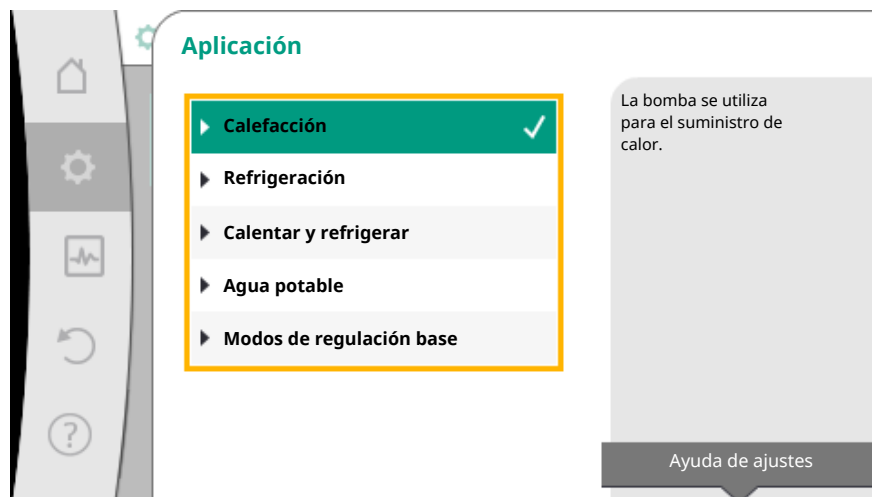 Aplicación
Calefacción
Refrigeración
Calentar y refrigerar
Agua potable
Modos de regulación base
La bomba se utiliza
para el suministro de
calor.
Ayuda de ajustes
?